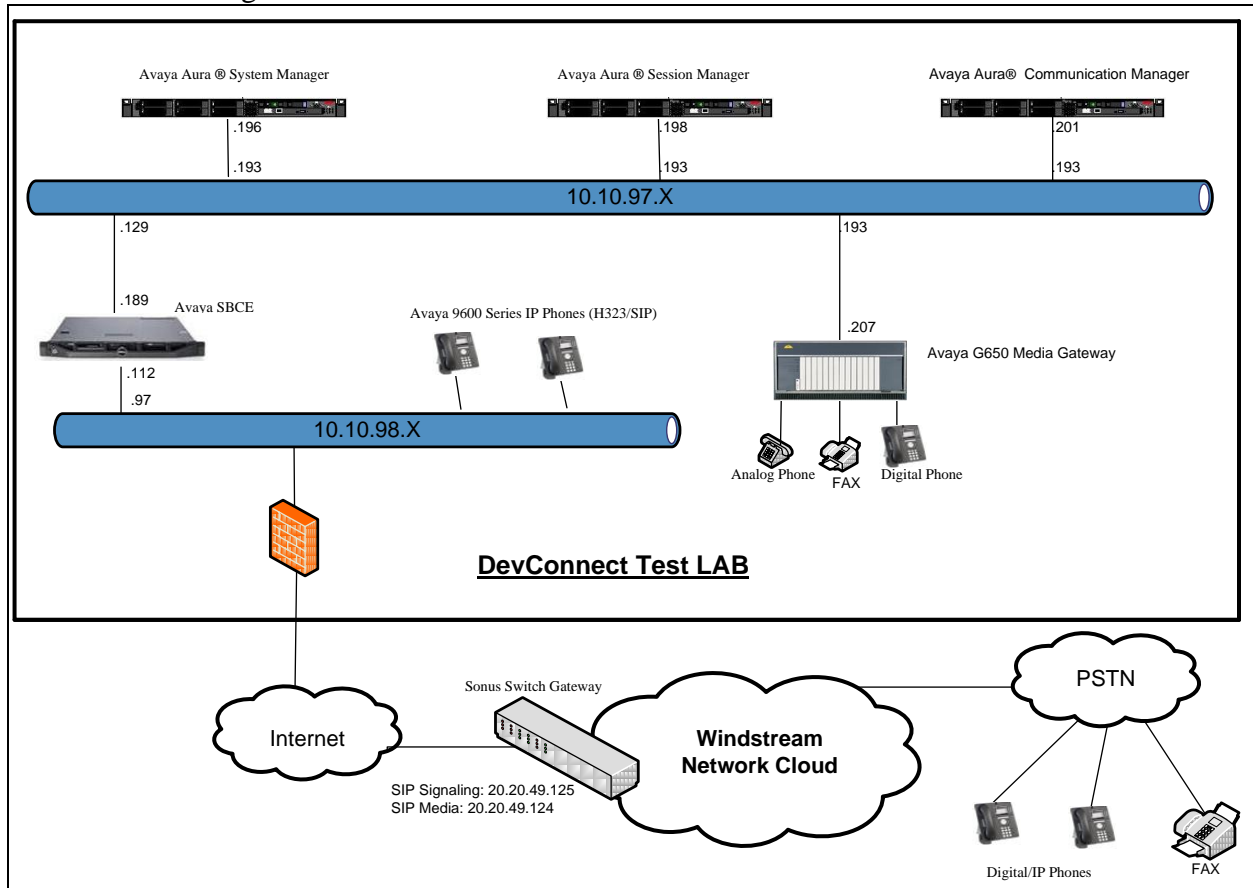 Avaya Aura ® System Manager
Avaya Aura ® Session Manager
Avaya Aura® Communication Manager
.196
.198
.201
.193
.193
.193
10.10.97.X
.129
.193
.189
Avaya SBCE
Avaya 9600 Series IP Phones (H323/SIP)
.207
Avaya G650 Media Gateway
.112
.97
10.10.98.X
Analog Phone
FAX
Digital Phone
DevConnect Test LAB
Sonus Switch Gateway
PSTN
Internet
Windstream
Network Cloud
SIP Signaling: 20.20.49.125
SIP Media: 20.20.49.124
Digital/IP Phones
FAX